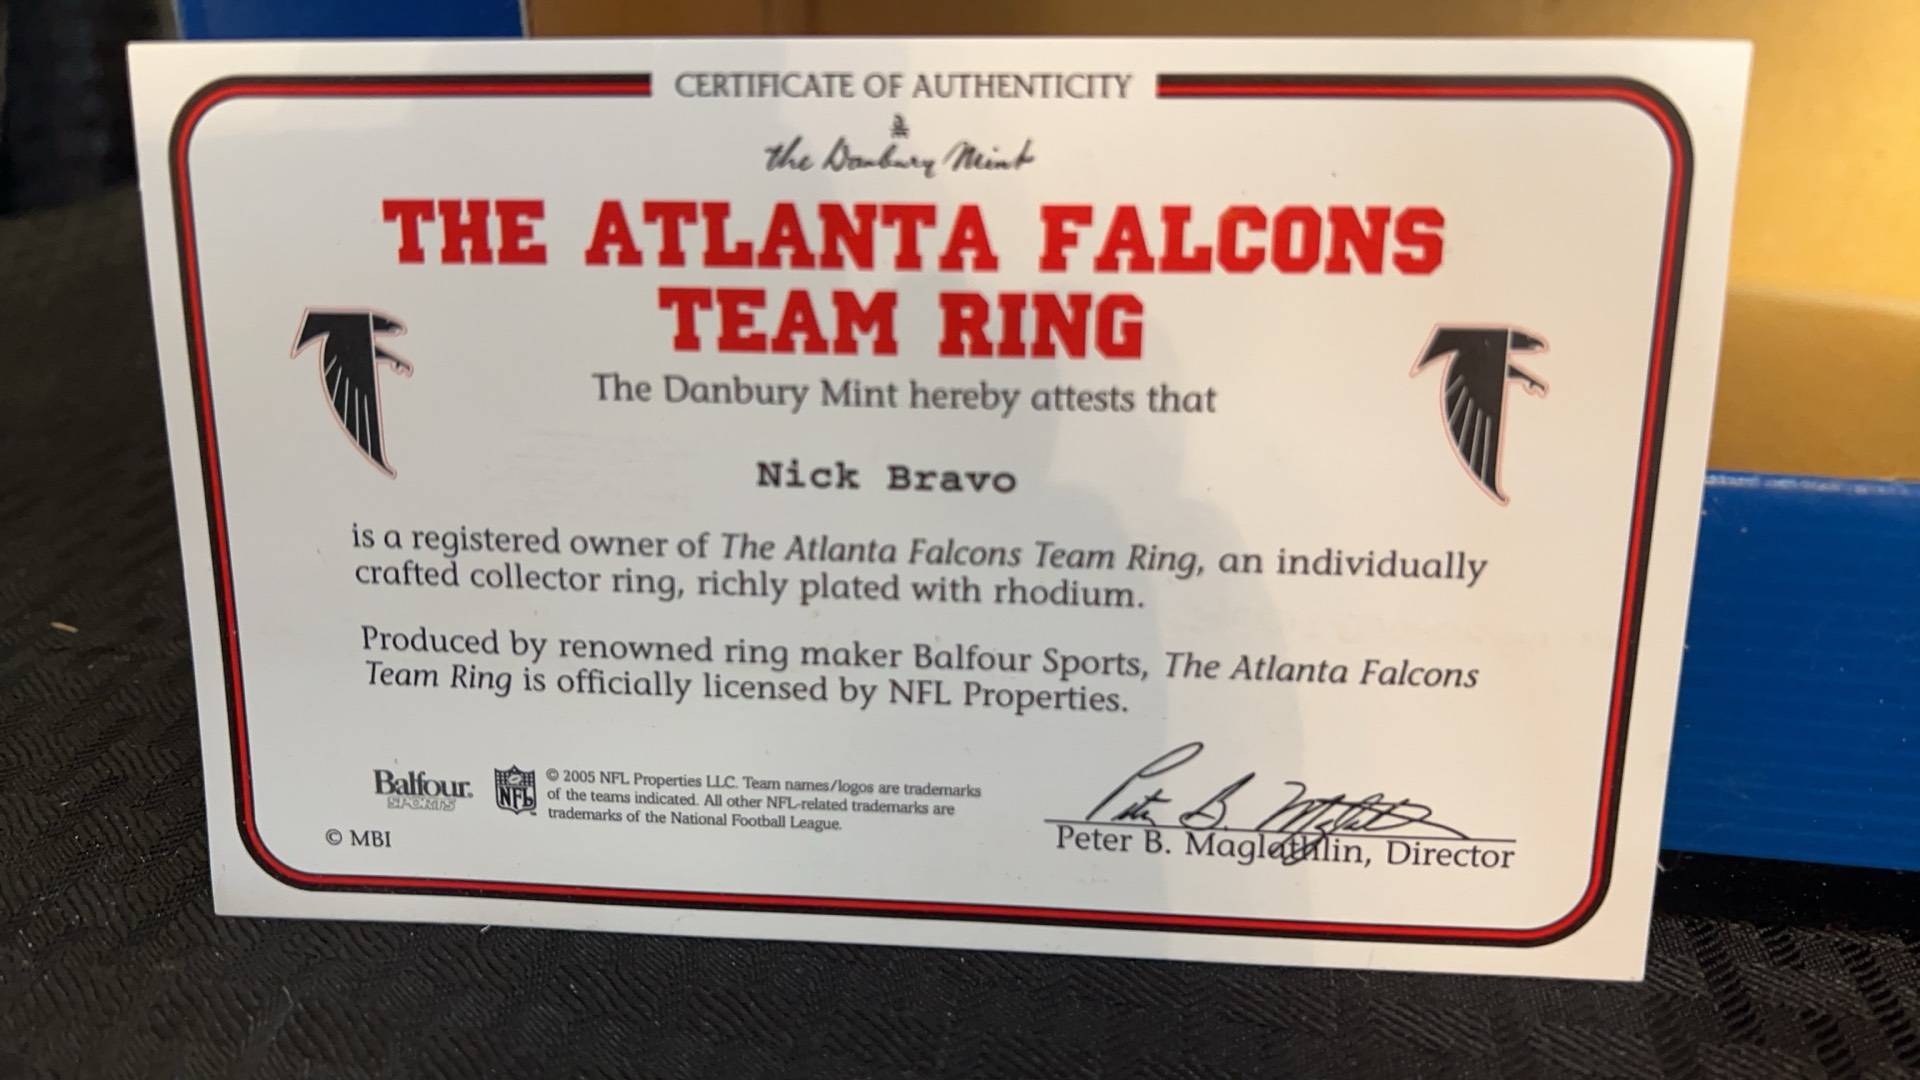 CERTIFICATE OF AUTHENTICITY
the Danbury Mint
THE ATLANTA FALCONS
TEAM RING
The Danbury Mint hereby attests that
Nick Bravo
is a registered owner of The Atlanta Falcons Team Ring, an individually
crafted collector ring, richly plated with rhodium.
Produced by renowned ring maker Balfour Sports, The Atlanta Falcons
Team Ring is officially licensed by NFL Properties.
Balfour.
SPORTS
NFL
© 2005 NFL Properties LLC. Team names/logos are trademarks
of the teams indicated. All other NFL-related trademarks are
trademarks of the National Football League.
© MBI
Peter B. Maglathlin
Peter B. Maglathlin, Director